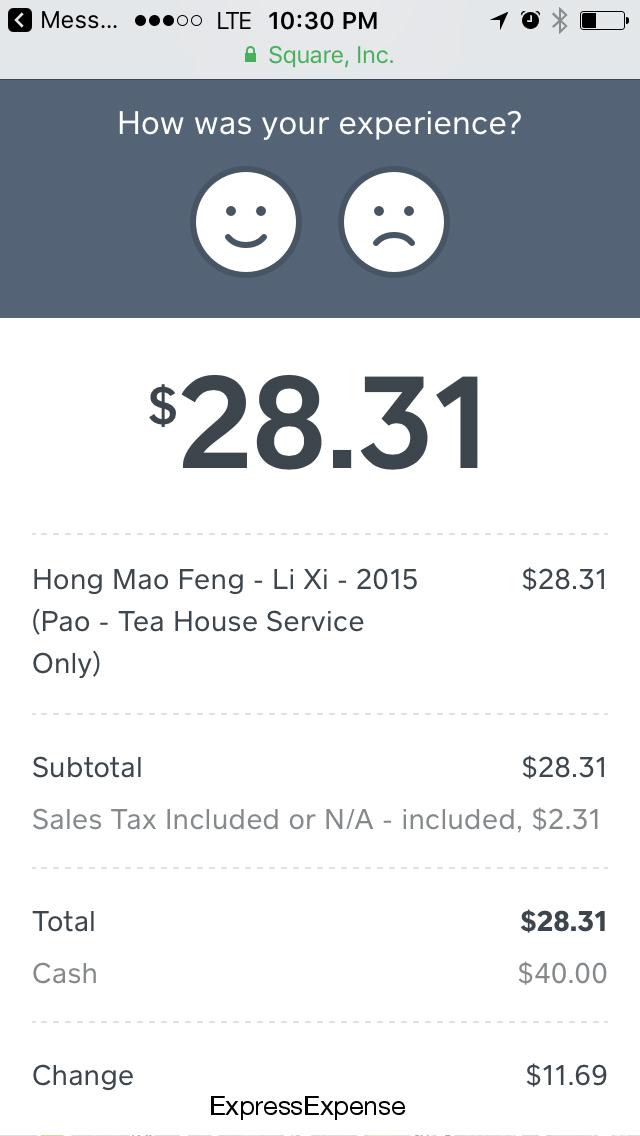 Mess... LTE 10:30 PM
Square, Inc.
How was your experience?
$28.31
Hong Mao Feng - Li Xi - 2015 $28.31
(Pao - Tea House Service
Only)
Subtotal $28.31
Sales Tax Included or N/A - included, $2.31
Total $28.31
Cash $40.00
Change $11.69
ExpressExpense